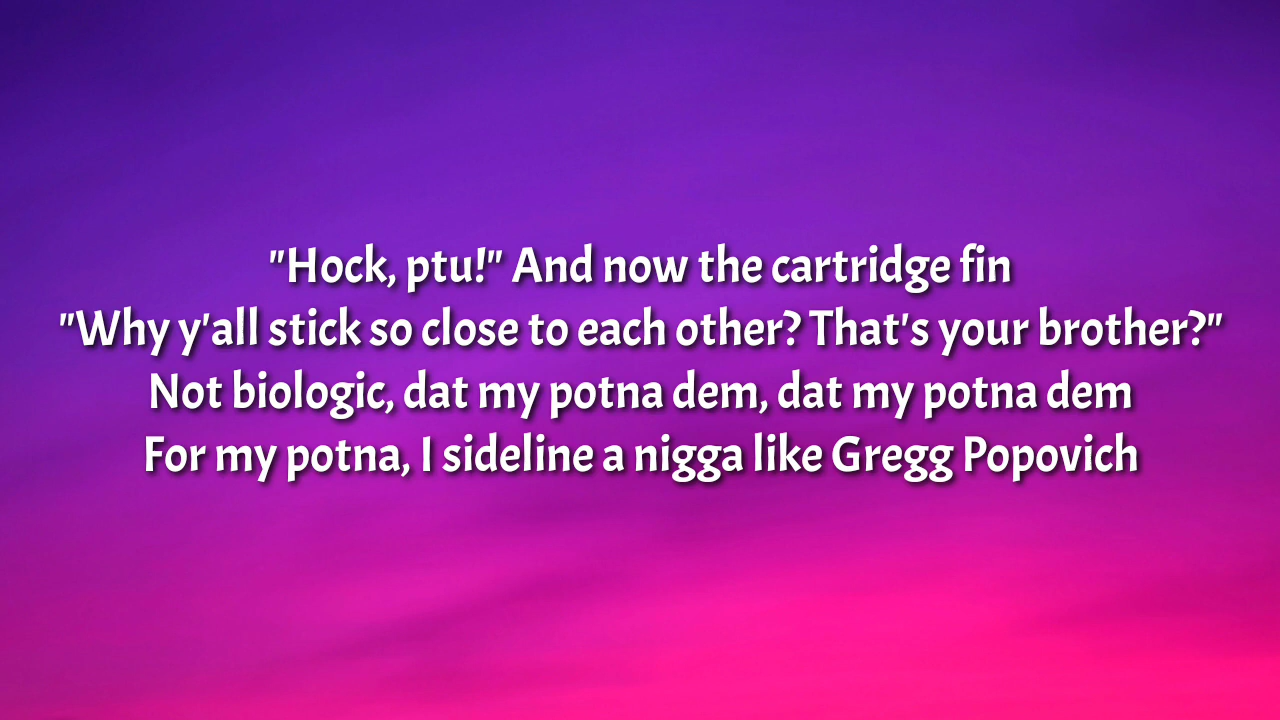 "Hock, ptu!" And now the cartridge fin
"Why y'all stick so close to each other? That's your brother?"
Not biologic, dat my potna dem, dat my potna dem
For my potna, I sideline a nigga like Gregg Popovich